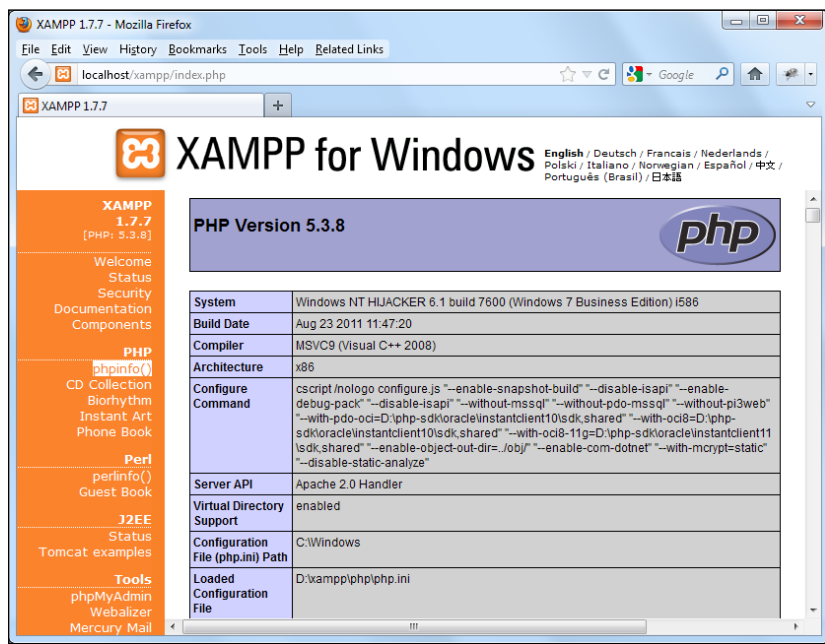 XAMPP 1.7.7 - Mozilla Firefox
File Edit View History Bookmarks Tools Help Related Links
localhost/xampp/index.php
Google
XAMPP 1.7.7
XAMPP for Windows
English / Deutsch / Francais / Nederlands /
Polski / Italiano / Norwegian / Español / 中文 /
Português (Brasil) / 日本語
XAMPP
1.7.7
[PHP: 5.3.8]
Welcome
Status
Security
Documentation
Components
PHP
phpinfo()
CD Collection
Biorhythm
Instant Art
Phone Book
Perl
perlinfo()
Guest Book
J2EE
Status
Tomcat examples
Tools
phpMyAdmin
Webalizer
Mercury Mail
PHP Version 5.3.8
php
System Windows NT HIJACKER 6.1 build 7600 (Windows 7 Business Edition) i586
Build Date Aug 23 2011 11:47:20
Compiler MSVC9 (Visual C++ 2008)
Architecture x86
Configure Command
cscript /nologo configure.js "--enable-snapshot-build" "--disable-isapi" "--enable-
debug-pack" "--disable-isapi" "--without-mssql" "--without-pdo-mssql" "--without-pi3web"
"--with-pdo-oci=D:\php-sdk\oracle\instantclient10\sdk,shared" "--with-oci8=D:\php-
sdk\oracle\instantclient10\sdk,shared" "--with-oci8-11g=D:\php-sdk\oracle\instantclient11
\sdk,shared" "--enable-object-out-dir=../obj/" "--enable-com-dotnet" "--with-mcrypt=static"
"--disable-static-analyze"
Server API Apache 2.0 Handler
Virtual Directory
Support
enabled
Configuration
File (php.ini) Path
C:\Windows
Loaded
Configuration
File
D:\xampp\php\php.ini